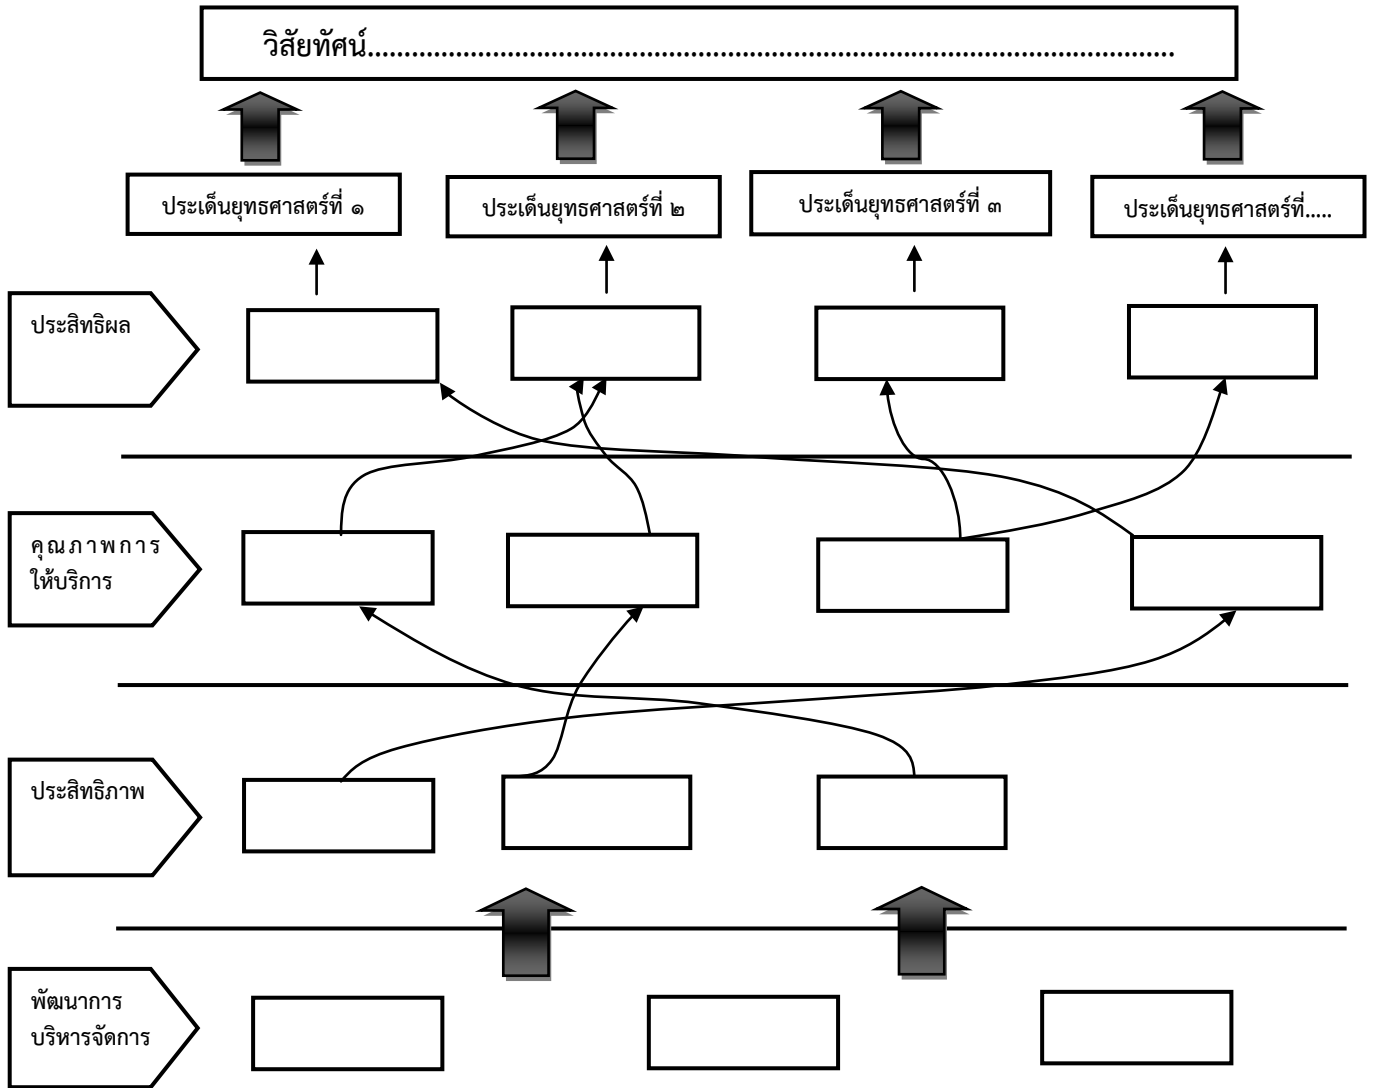 วิสัยทัศน์.............................................................................................................
ประเด็นยุทธศาสตร์ที่ ๑
ประเด็นยุทธศาสตร์ที่ ๒
ประเด็นยุทธศาสตร์ที่ ๓
ประเด็นยุทธศาสตร์ที่.....
ประสิทธิผล
คุณภาพการ
ให้บริการ
ประสิทธิภาพ
พัฒนาการ
บริหารจัดการ